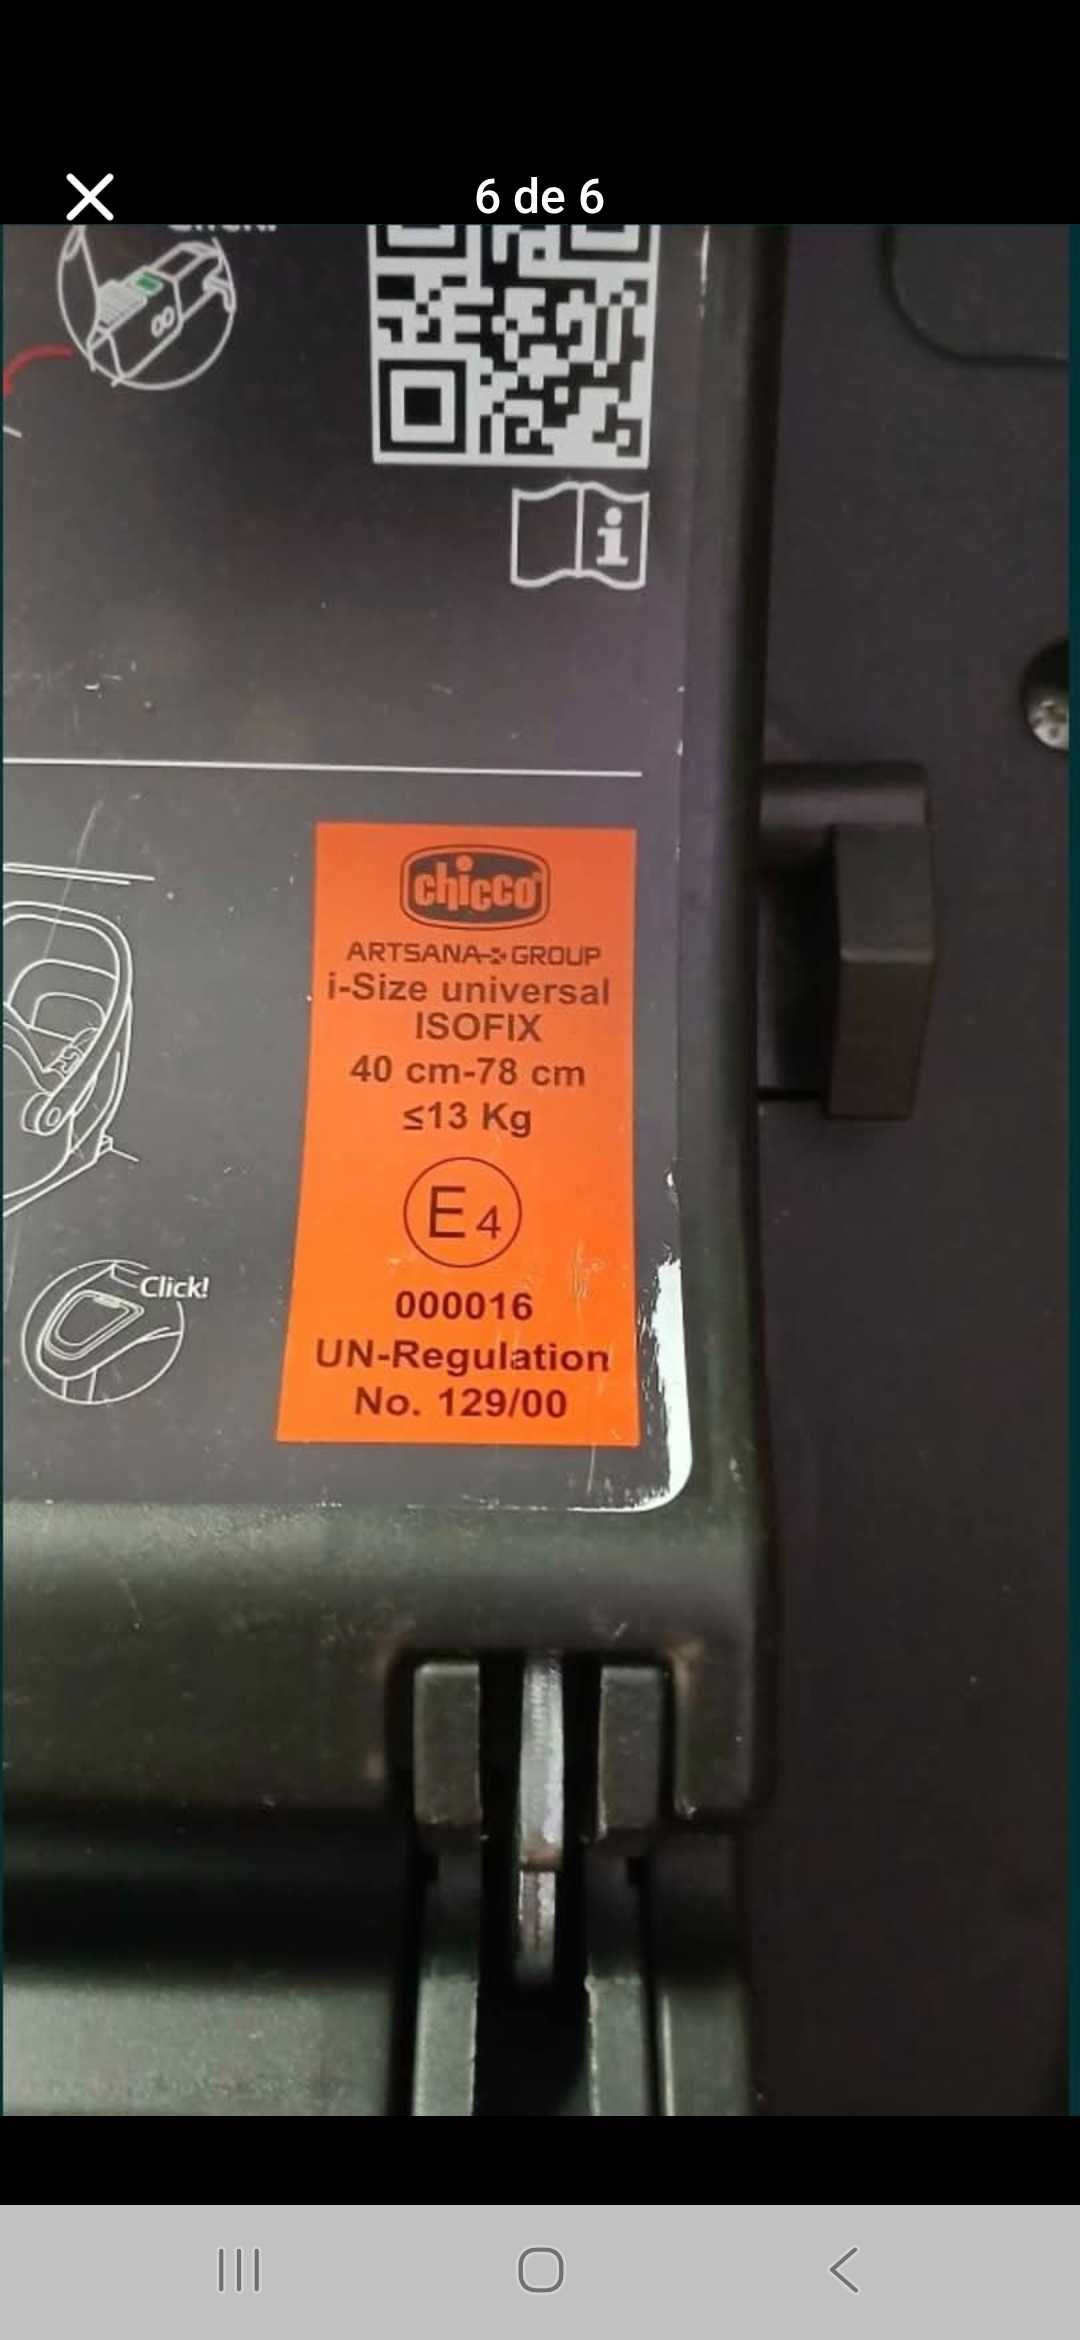 6 de 6
chicco
ARTSANA GROUP
i-Size universal
ISOFIX
40 cm-78 cm
≤13 Kg
E4
Click!
000016
UN-Regulation
No. 129/00